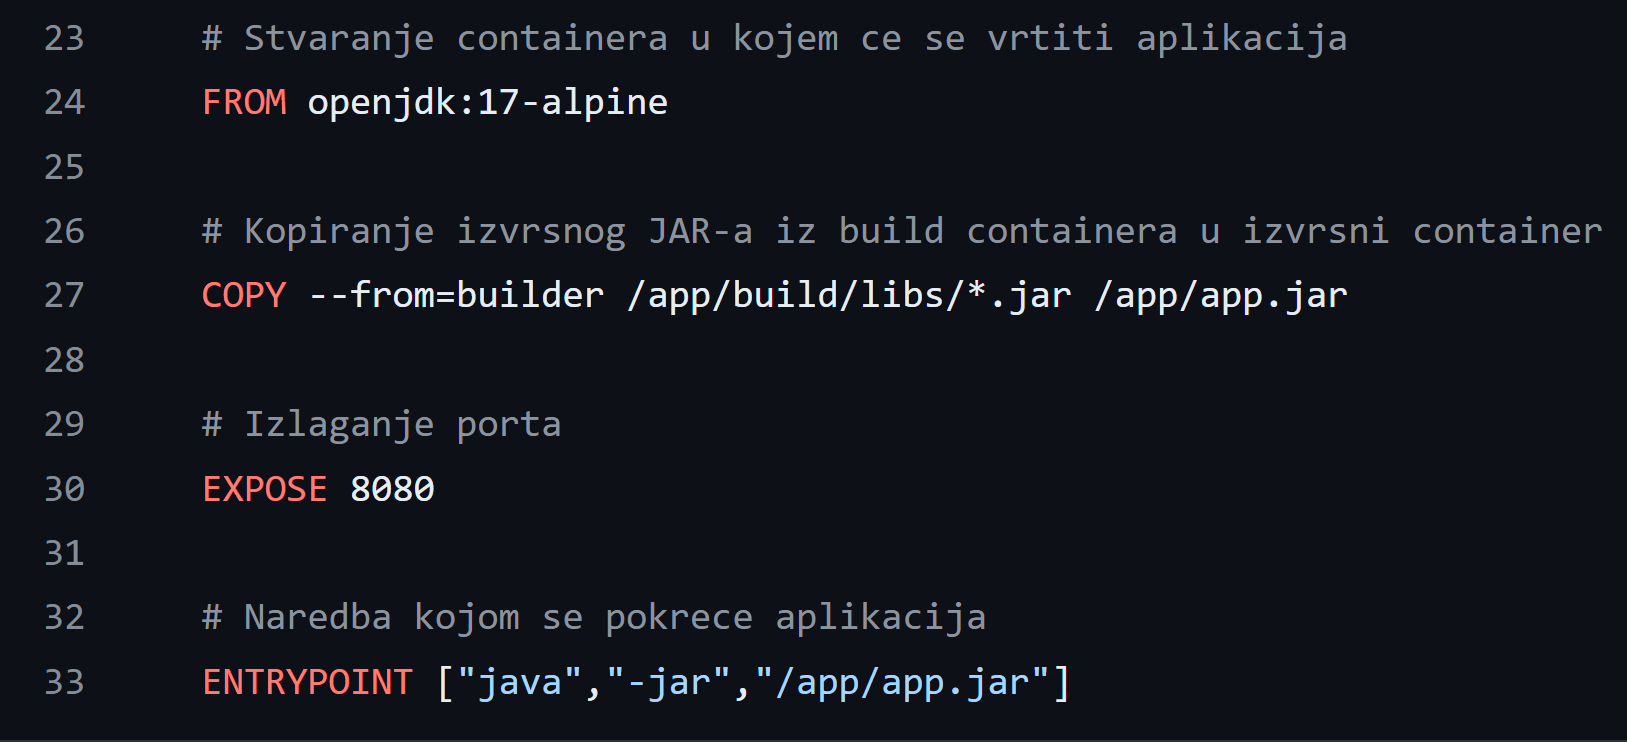 23 # Stvaranje containera u kojem ce se vrtiti aplikacija
24 FROM openjdk:17-alpine
25
26 # Kopiranje izvrsnog JAR-a iz build containera u izvrsni container
27 COPY --from=builder /app/build/libs/*.jar /app/app.jar
28
29 # Izlaganje porta
30 EXPOSE 8080
31
32 # Naredba kojom se pokrece aplikacija
33 ENTRYPOINT ["java","-jar","/app/app.jar"]